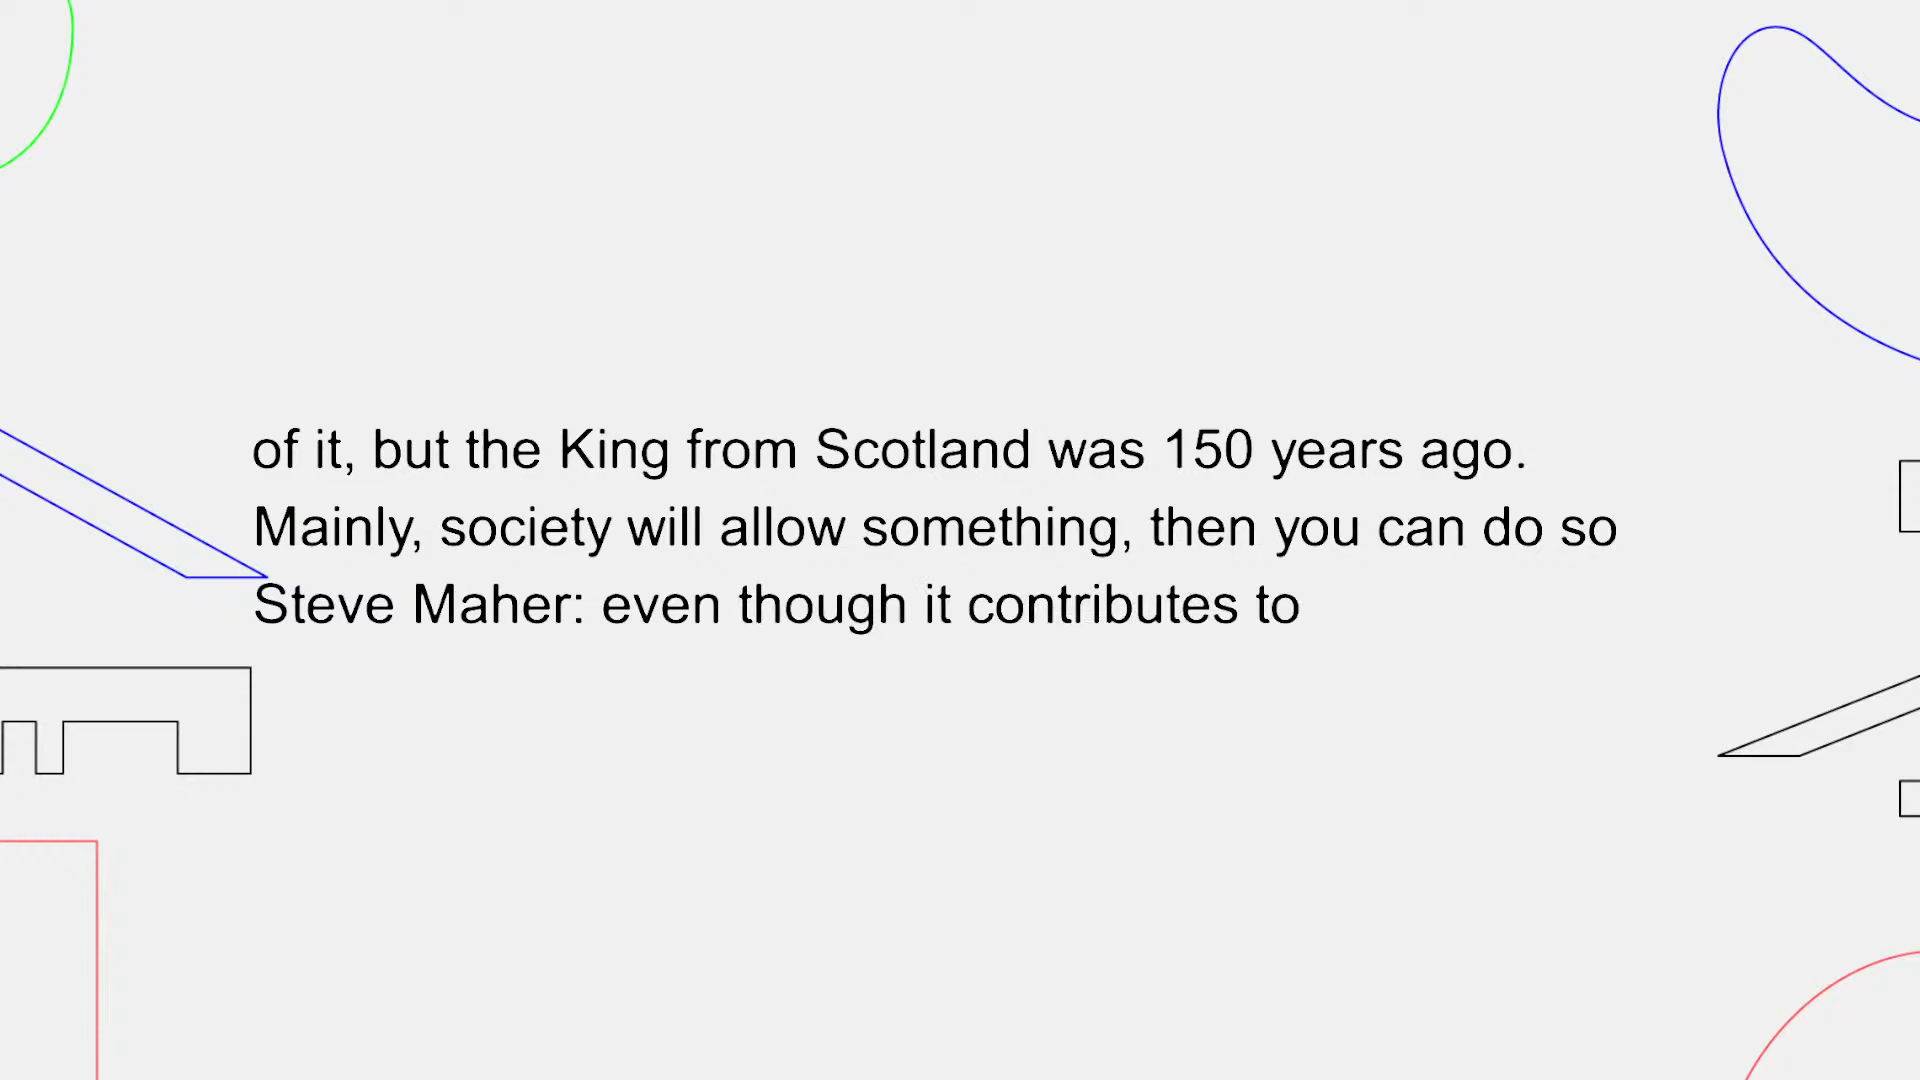 of it, but the King from Scotland was 150 years ago.
Mainly, society will allow something, then you can do so
Steve Maher: even though it contributes to